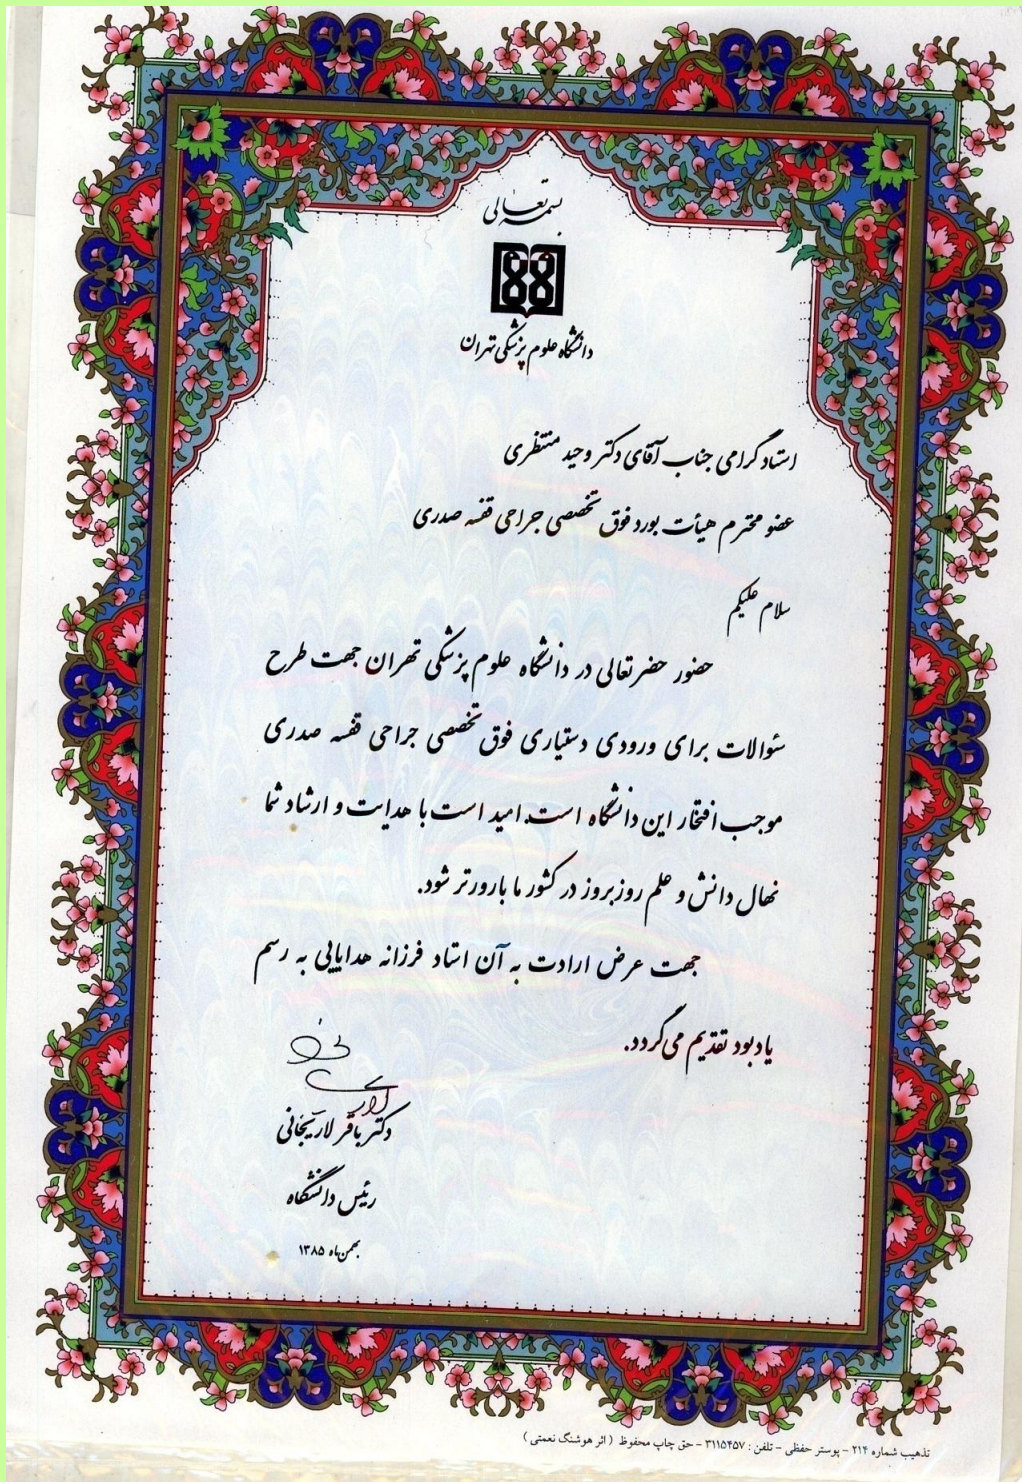 بسمه تعالی
دانشگاه علوم پزشکی تهران
استاد گرامی جناب آقای دکتر وحید منتظری
عضو محترم هیأت بورد فوق تخصصی جراحی قفسه صدری
سلام علیکم
حضور حضرتعالی در دانشگاه علوم پزشکی تهران جهت طرح
سئوالات برای ورودی دستیاری فوق تخصصی جراحی قفسه صدری
موجب افتخار این دانشگاه است. امید است با هدایت و ارشاد شما
نهال دانش و علم روز بروز در کشور ما بارورتر شود.
جهت عرض ارادت به آن استاد فرزانه هدایایی به رسم
یادبود تقدیم می‌گردد.
دکتر باقر لاریجانی
رئیس دانشگاه
بهمن ماه ۱۳۸۵
تذهیب شماره ۲۱۴ - پوستر حفظی - تلفن : ۳۱۱۵۴۵۷ - حق چاپ محفوظ ( اثر هوشنگ نعمتی )